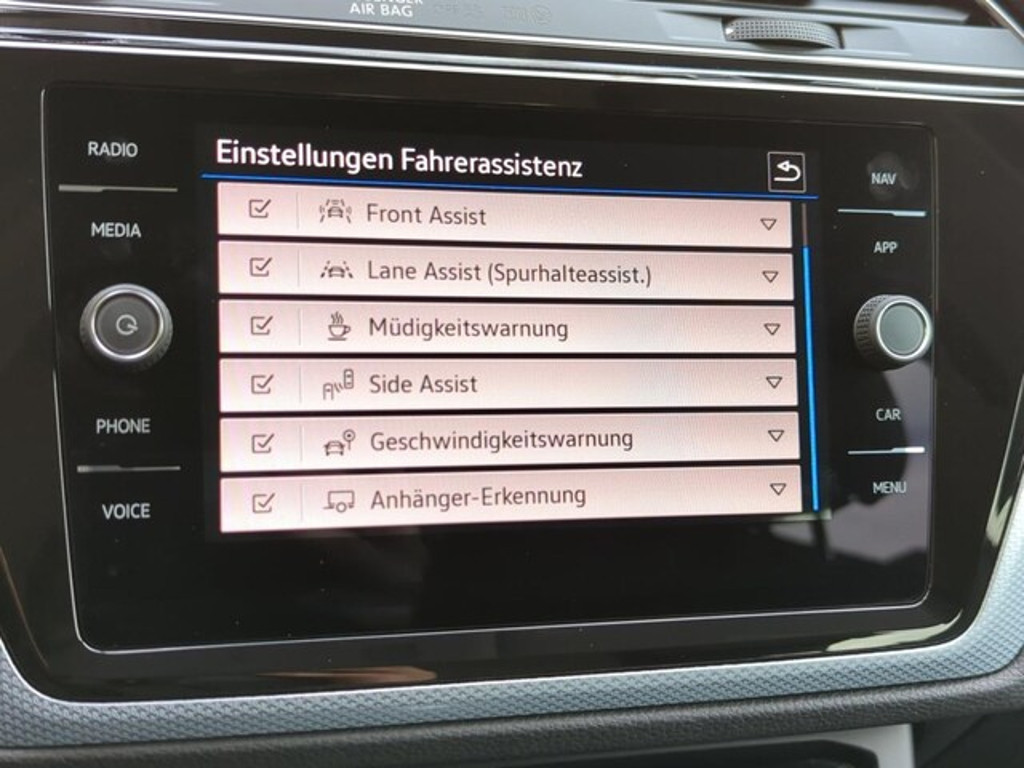 AIR BAG
RADIO
MEDIA
PHONE
VOICE
Einstellungen Fahrerassistenz
Front Assist
Lane Assist (Spurhalteassist.)
Müdigkeitswarnung
Side Assist
Geschwindigkeitswarnung
Anhänger-Erkennung
NAV
APP
CAR
MENU